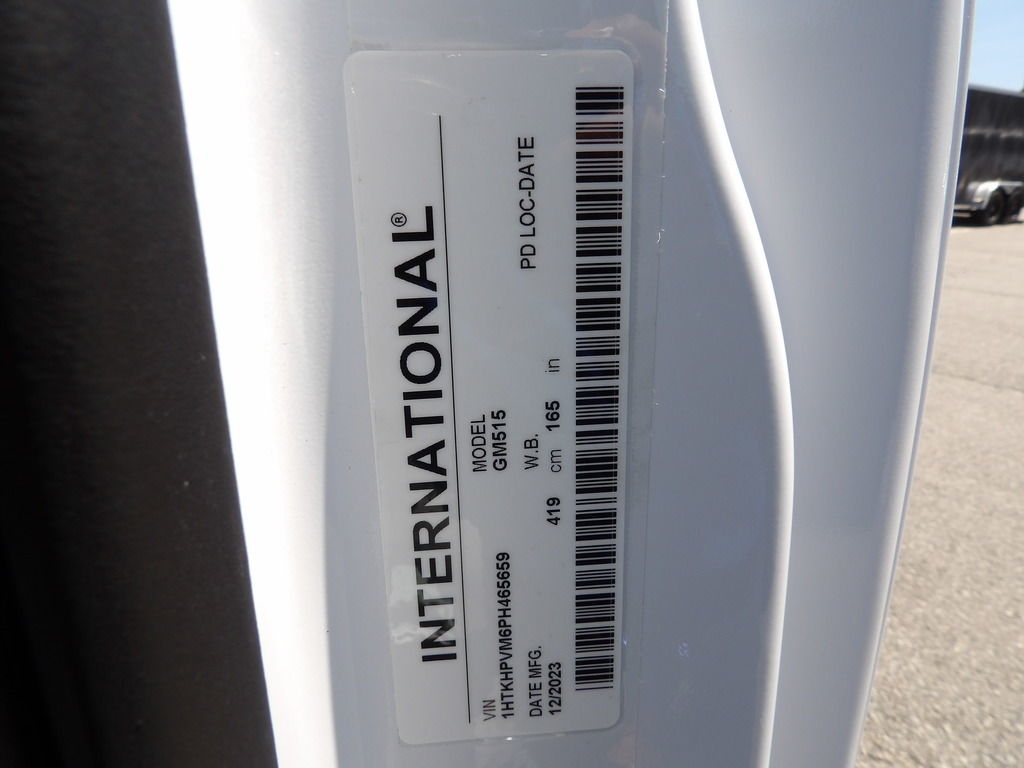 INTERNATIONAL®
VIN
1HTKHPVM6PH465659
MODEL
GM515
DATE MFG.
12/2023
W.B.
419 cm 165 in
PD LOC-DATE